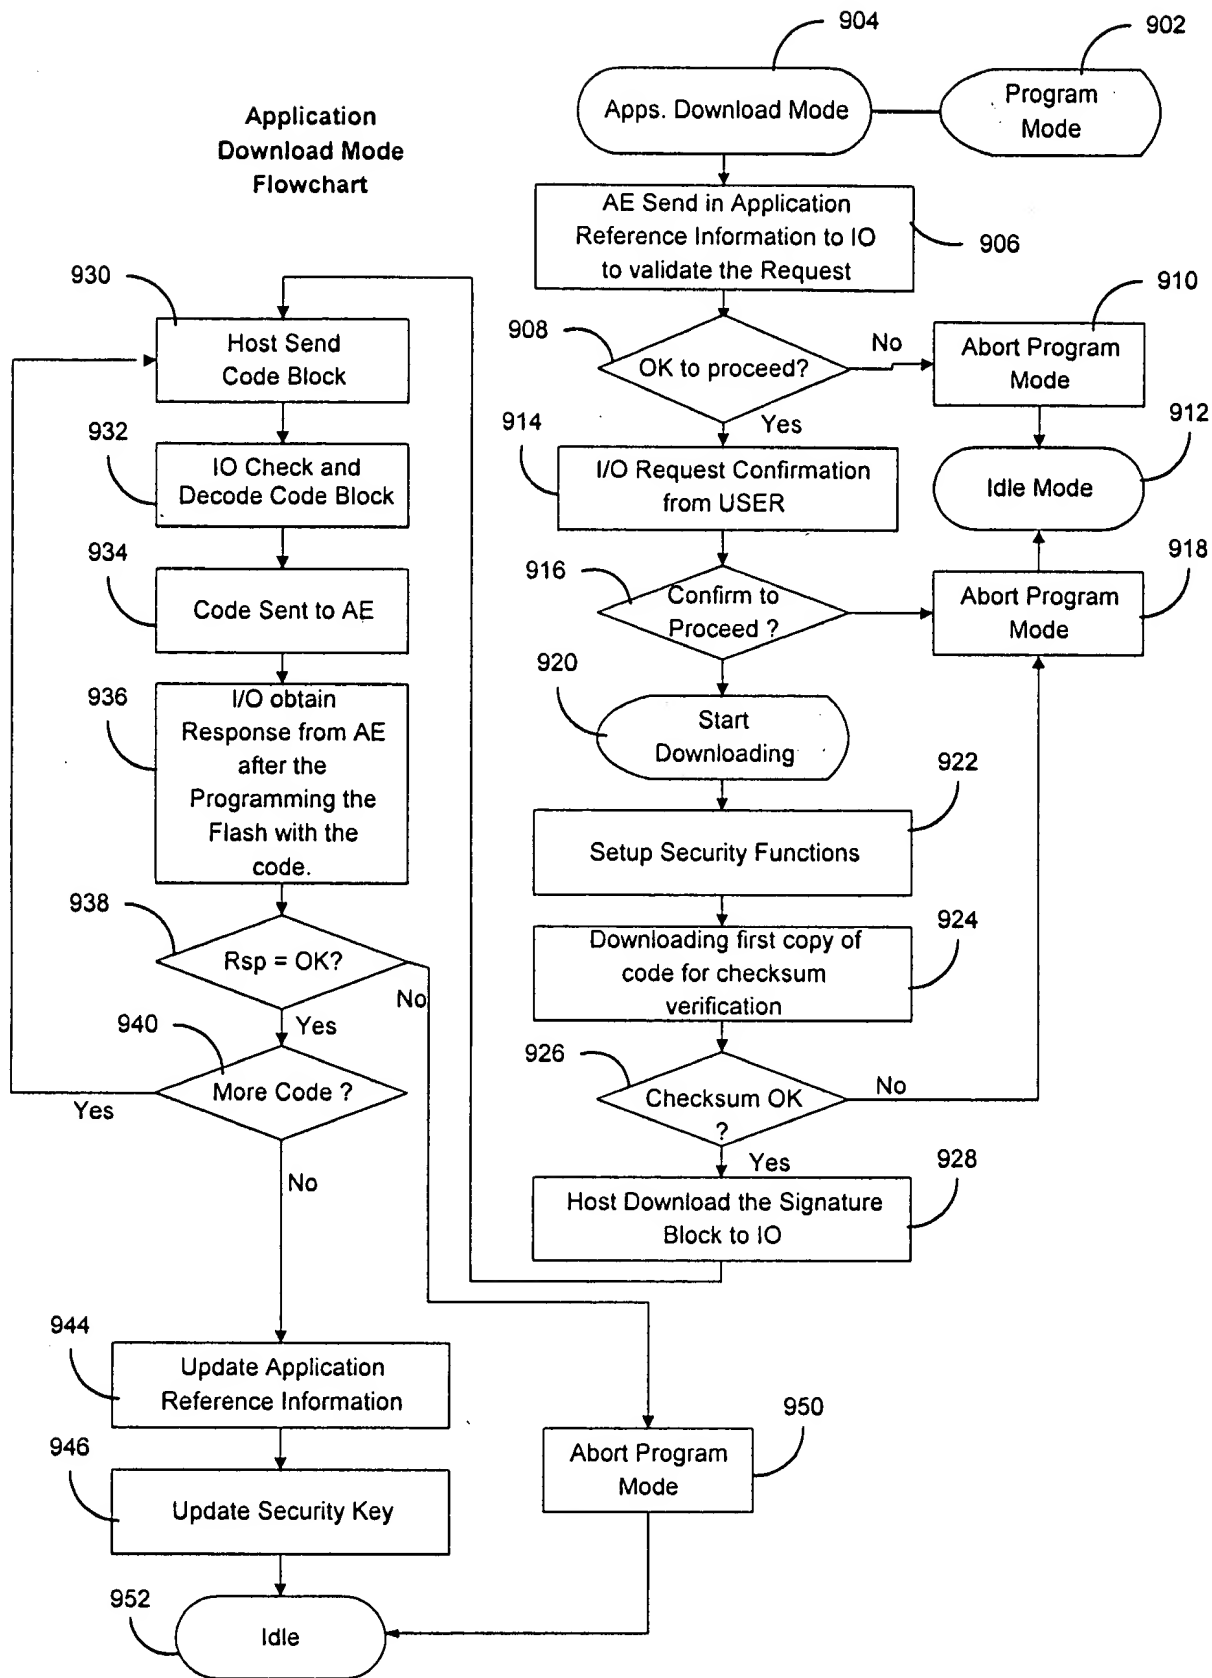 Application
Download Mode
Flowchart
904
902
Apps. Download Mode
Program
Mode
AE Send in Application
Reference Information to IO
to validate the Request
906
908
OK to proceed?
No
Yes
910
Abort Program
Mode
912
Idle Mode
914
I/O Request Confirmation
from USER
916
Confirm to
Proceed ?
918
Abort Program
Mode
920
Start
Downloading
922
Setup Security Functions
924
Downloading first copy of
code for checksum
verification
926
Checksum OK
?
No
Yes
928
Host Download the Signature
Block to IO
930
Host Send
Code Block
932
IO Check and
Decode Code Block
934
Code Sent to AE
936
I/O obtain
Response from AE
after the
Programming the
Flash with the
code.
938
Rsp = OK?
No
Yes
940
More Code ?
Yes
No
944
Update Application
Reference Information
946
Update Security Key
950
Abort Program
Mode
952
Idle